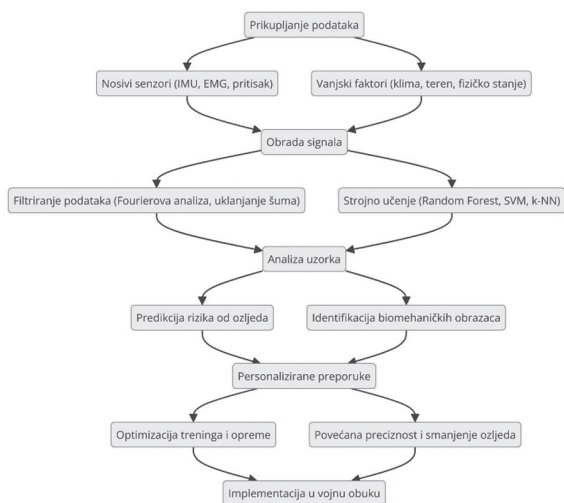 Prikupljanje podataka
Nosivi senzori (IMU, EMG, pritisak)
Vanjski faktori (klima, teren, fizičko stanje)
Obrada signala
Filtriranje podataka (Fourierova analiza, uklanjanje šuma)
Strojno učenje (Random Forest, SVM, k-NN)
Analiza uzorka
Predikcija rizika od ozljeda
Identifikacija biomehaničkih obrazaca
Personalizirane preporuke
Optimizacija treninga i opreme
Povećana preciznost i smanjenje ozljeda
Implementacija u vojnu obuku